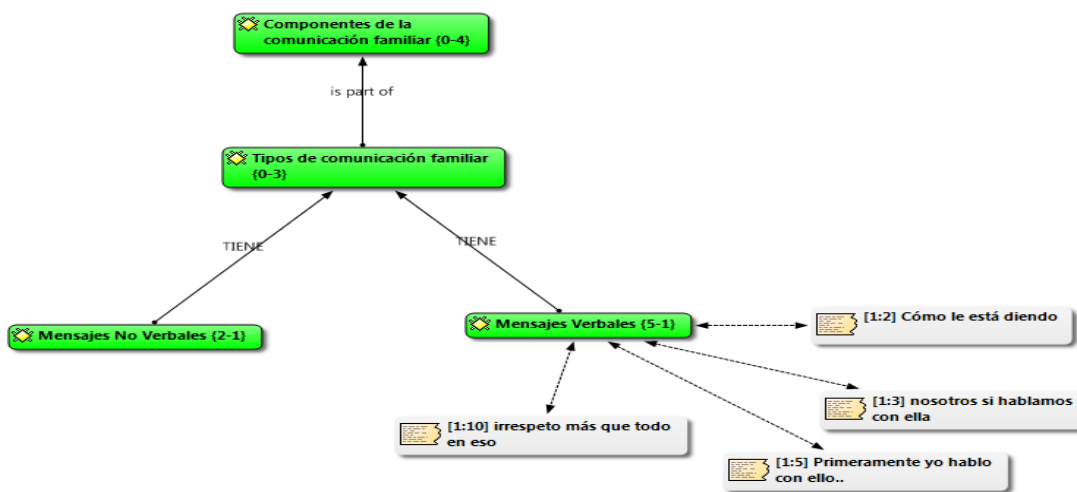 Componentes de la
comunicación familiar {0-4}
is part of
Tipos de comunicación familiar
{0-3}
TIENE
TIENE
Mensajes No Verbales {2-1}
Mensajes Verbales {5-1}
[1:2] Cómo le está diendo
[1:3] nosotros si hablamos
con ella
[1:10] irrespeto más que todo
en eso
[1:5] Primeramente yo hablo
con ello..